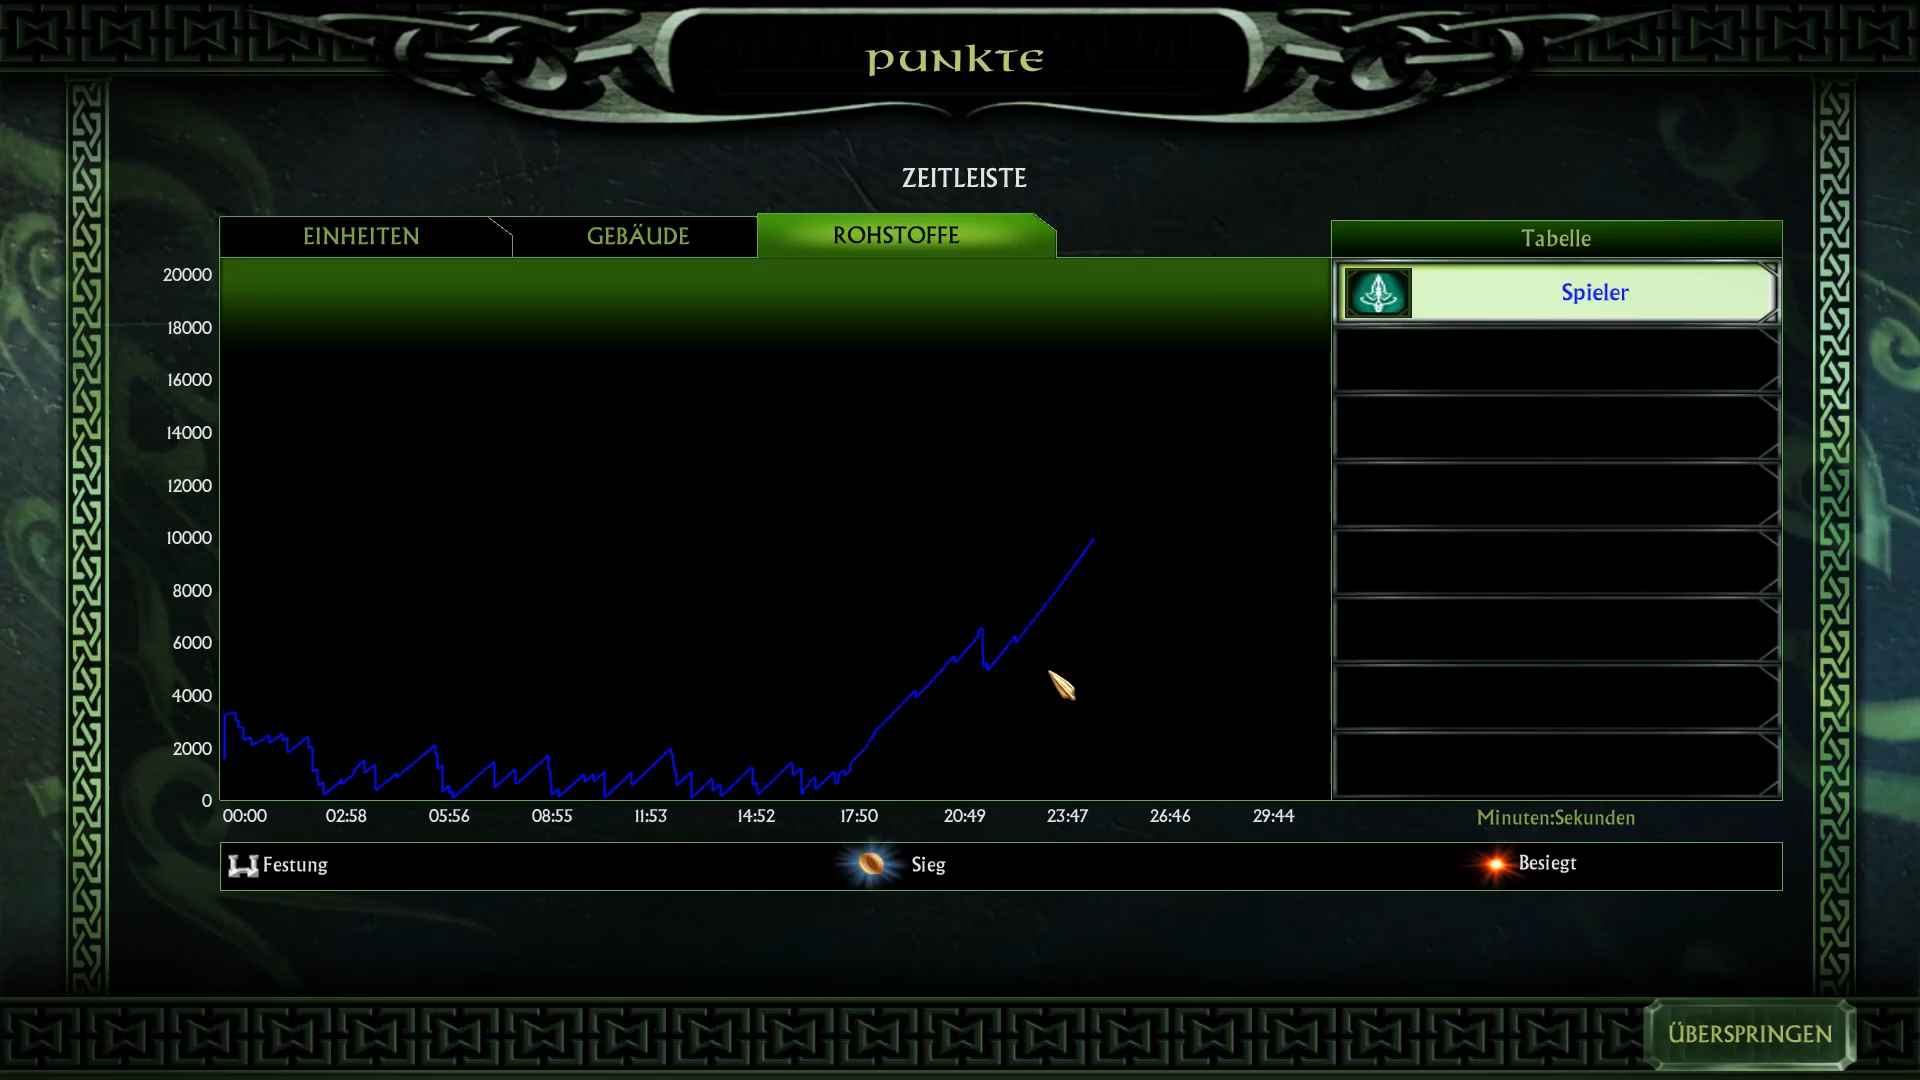 PUNKTE
ZEITLEISTE
EINHEITEN
GEBÄUDE
ROHSTOFFE
Tabelle
Spieler
20000
18000
16000
14000
12000
10000
8000
6000
4000
2000
0
00:00 02:58 05:56 08:55 11:53 14:52 17:50 20:49 23:47 26:46 29:44
Minuten:Sekunden
Festung
Sieg
Besiegt
ÜBERSPRINGEN